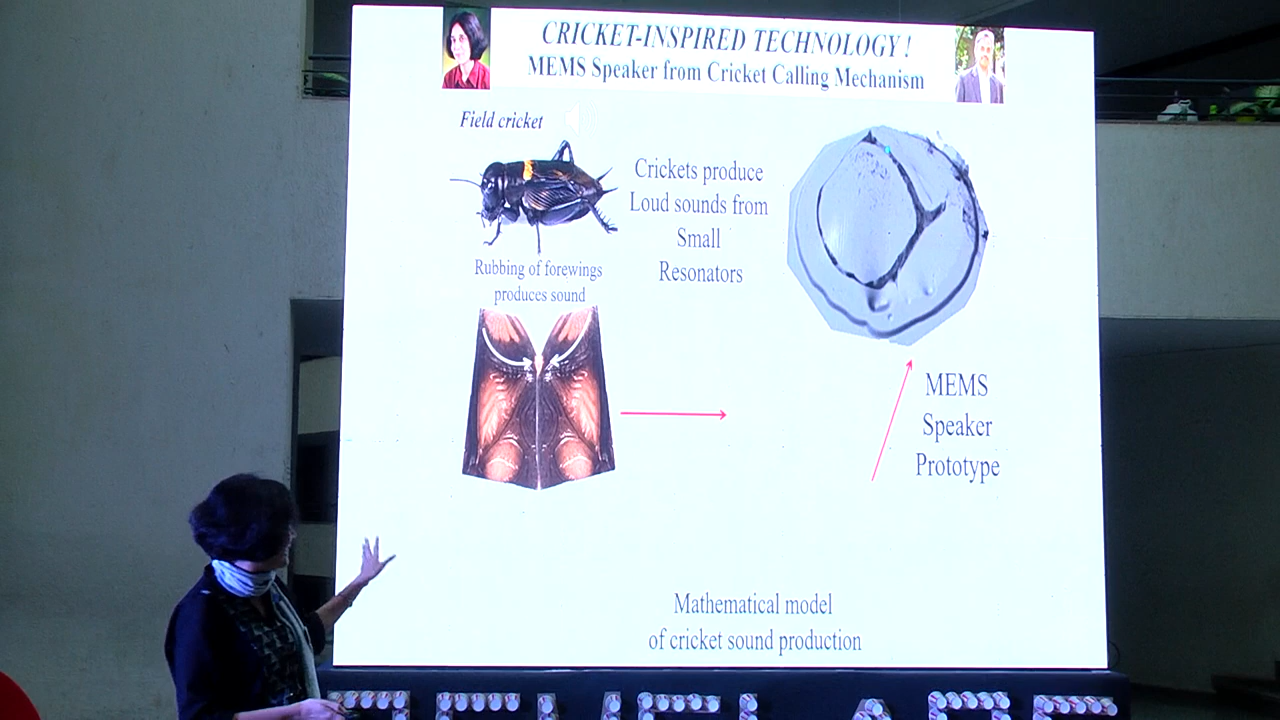 CRICKET-INSPIRED TECHNOLOGY !
MEMS Speaker from Cricket Calling Mechanism
Field cricket
Crickets produce
Loud sounds from
Small
Resonators
Rubbing of forewings
produces sound
MEMS
Speaker
Prototype
Mathematical model
of cricket sound production